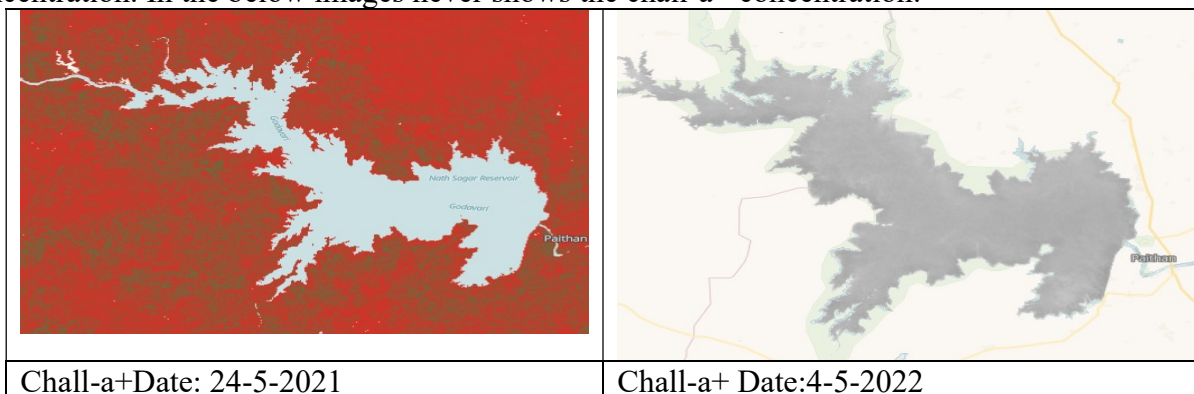 centration. In the below images never shows the chall-a+ concentration.
Godavari
Nath Sagar Reservoir
Godavari
Paithan
Paithan
Chall-a+Date: 24-5-2021
Chall-a+ Date:4-5-2022